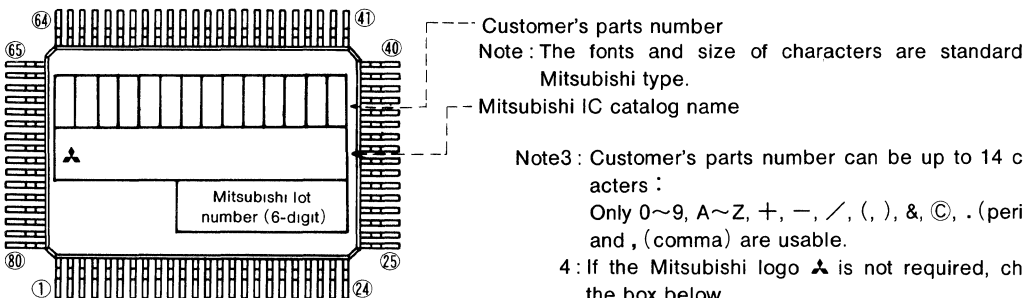 64 41
65 40
Customer's parts number
Note : The fonts and size of characters are standard
Mitsubishi type.
Mitsubishi IC catalog name
Mitsubishi lot
number (6-digit)
Note3 : Customer's parts number can be up to 14 c
acters :
Only 0～9, A～Z, ＋, －, ／, (, ), &, Ⓒ, . (peri
and , (comma) are usable.
80 25
1 24
4 : If the Mitsubishi logo is not required, ch
the box below